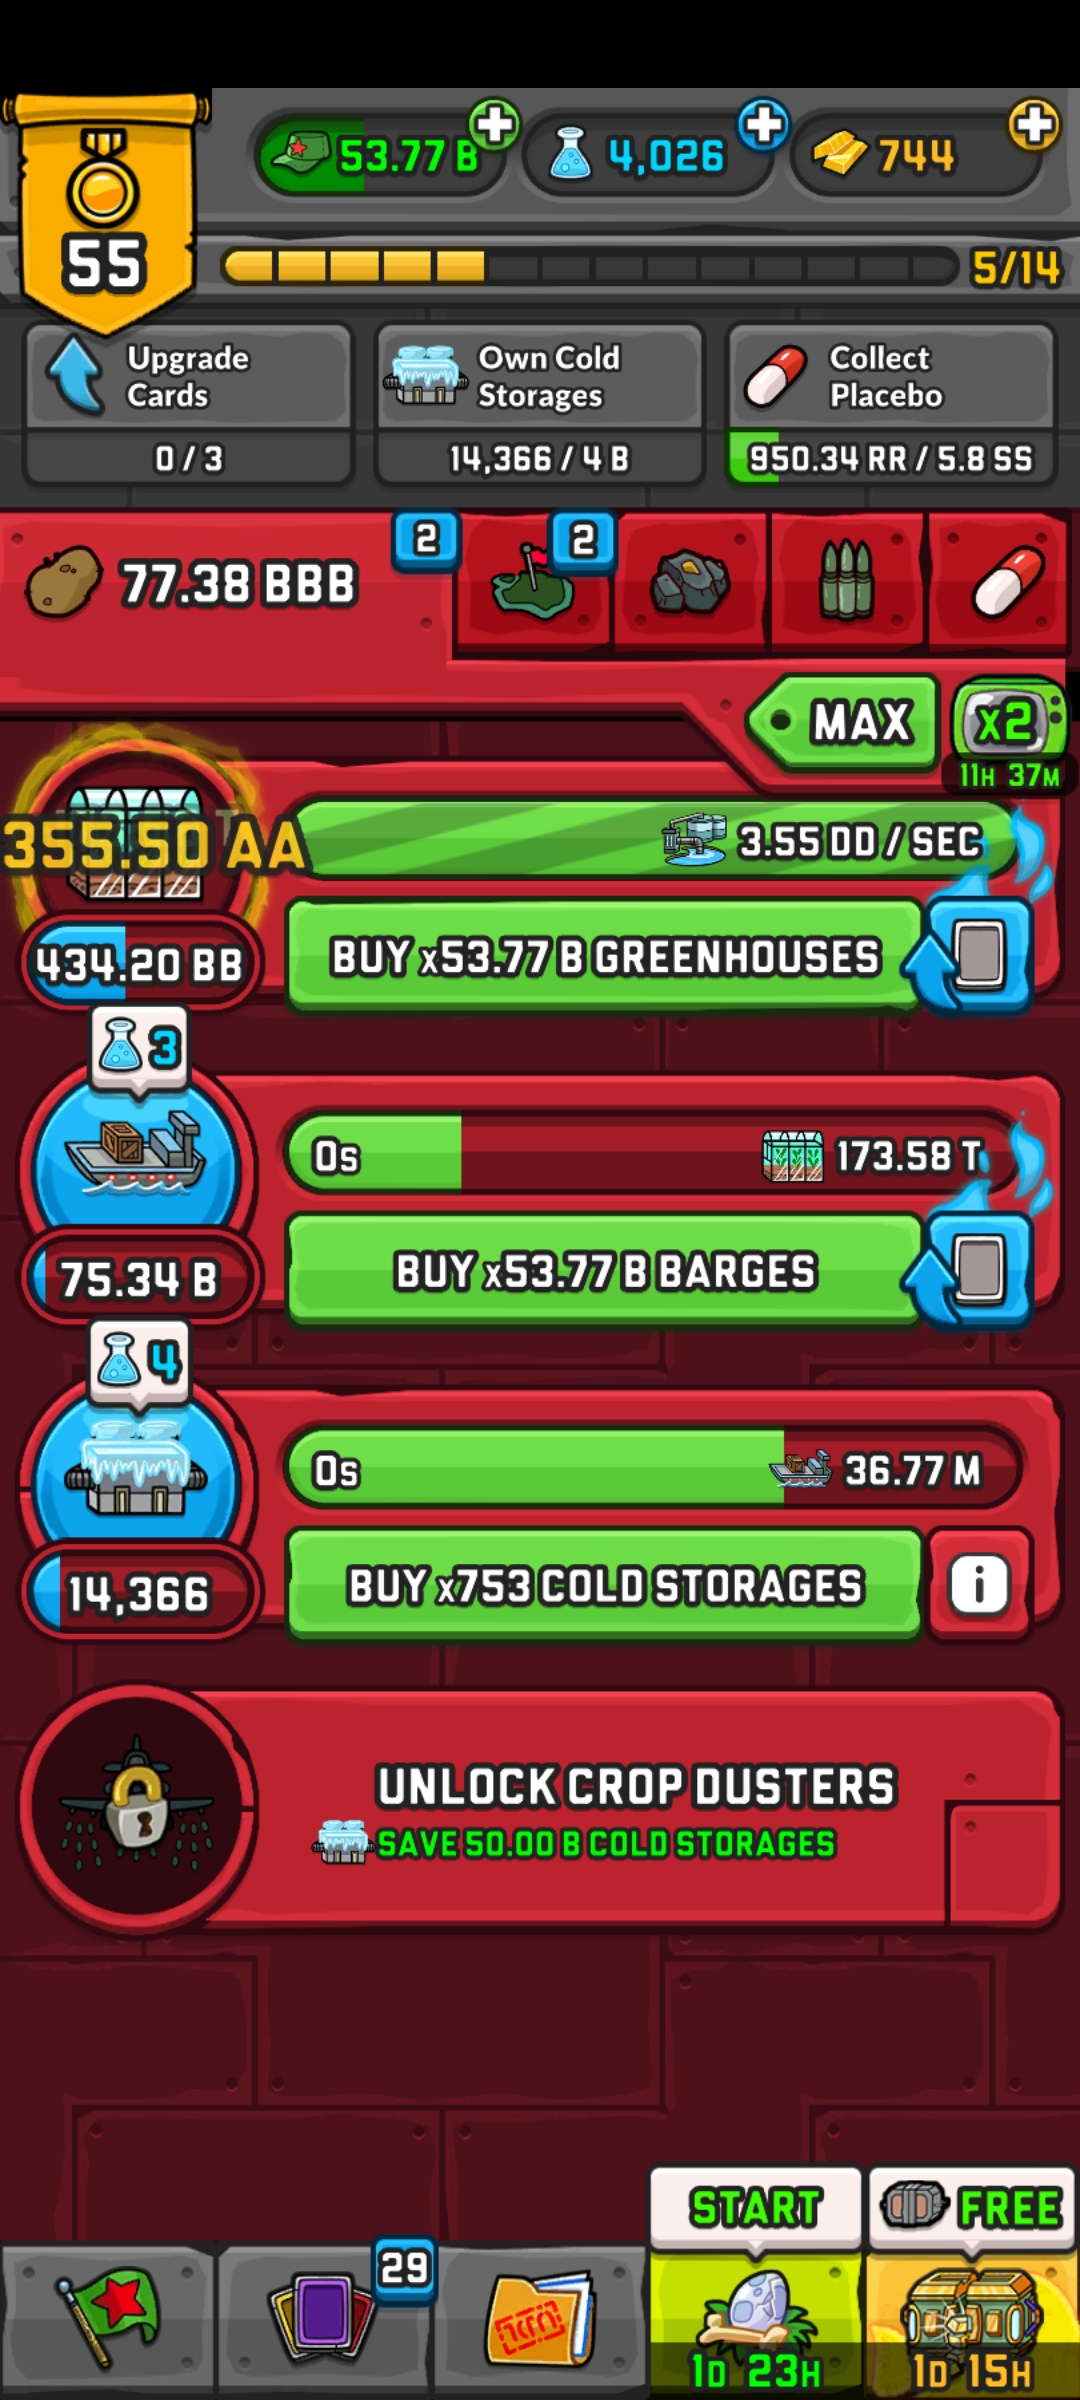 53.77 B
4,026
744
55
5/14
Upgrade Cards
0 / 3
Own Cold Storages
14,366 / 4 B
Collect Placebo
950.34 RR / 5.8 SS
77.38 BBB
2
2
MAX
x2
11H 37M
355.50 AA
3.55 DD / SEC
434.20 BB
BUY x53.77 B GREENHOUSES
3
0s
173.58 T
75.34 B
BUY x53.77 B BARGES
4
0s
36.77 M
14,366
BUY x753 COLD STORAGES
i
UNLOCK CROP DUSTERS
SAVE 50.00 B COLD STORAGES
START
FREE
29
1D 23H
1D 15H